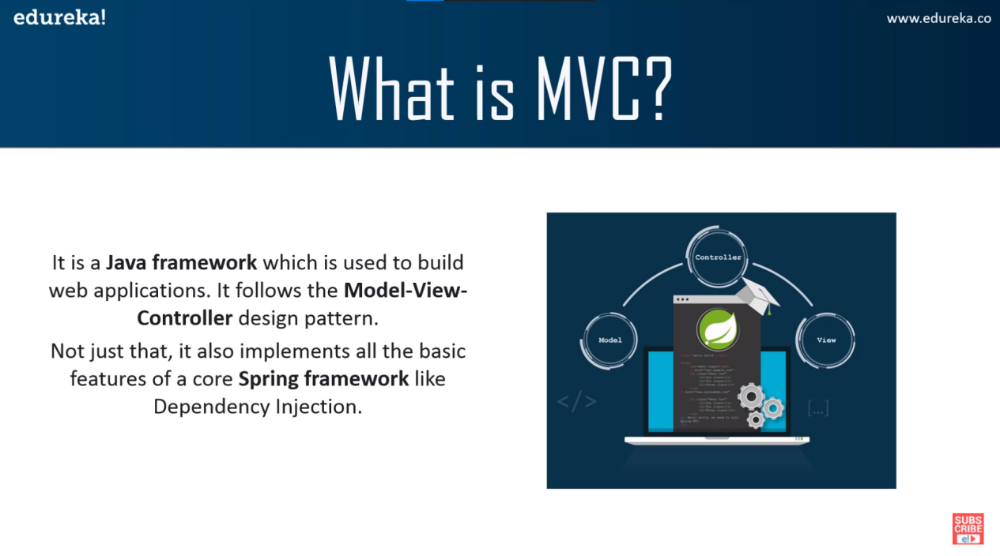 edureka!
www.edureka.co
What is MVC?
It is a Java framework which is used to build
web applications. It follows the Model-View-
Controller design pattern.
Not just that, it also implements all the basic
features of a core Spring framework like
Dependency Injection.
Controller
Model
View
</>
[...]
SUBS
CRIBE
e!